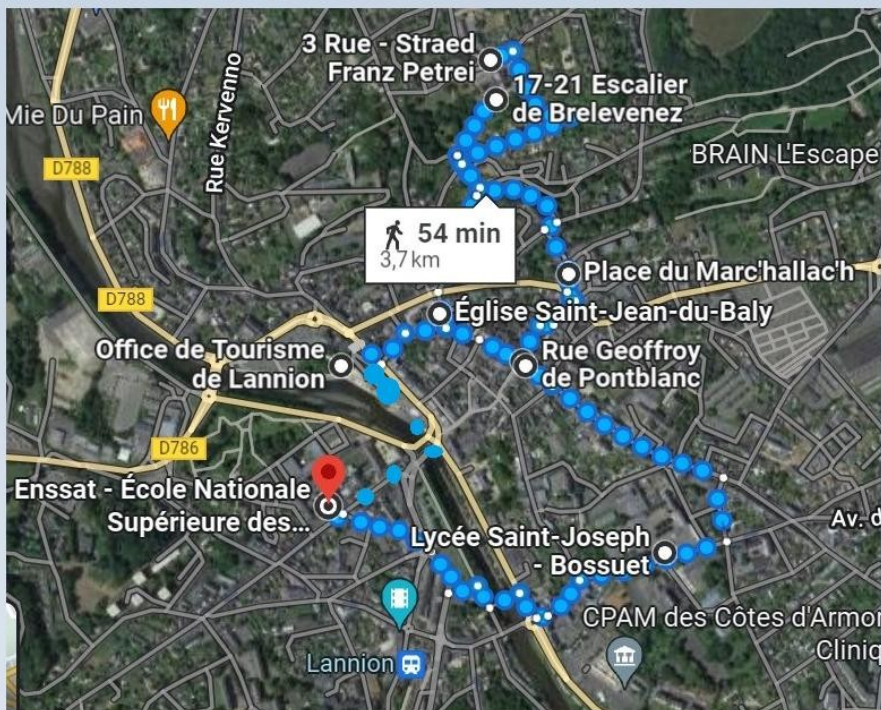 3 Rue - Straed
Franz Petrei
17-21 Escalier
de Brelevenez
Mie Du Pain
Rue Kervenno
D788
BRAIN L'Escape
54 min
3,7 km
Place du Marc'hallac'h
D788
Église Saint-Jean-du-Baly
Office de Tourisme
de Lannion
Rue Geoffroy
de Pontblanc
D786
Enssat - École Nationale
Supérieure des...
Lycée Saint-Joseph
- Bossuet
Av. d
CPAM des Côtes d'Armor
Cliniq
Lannion